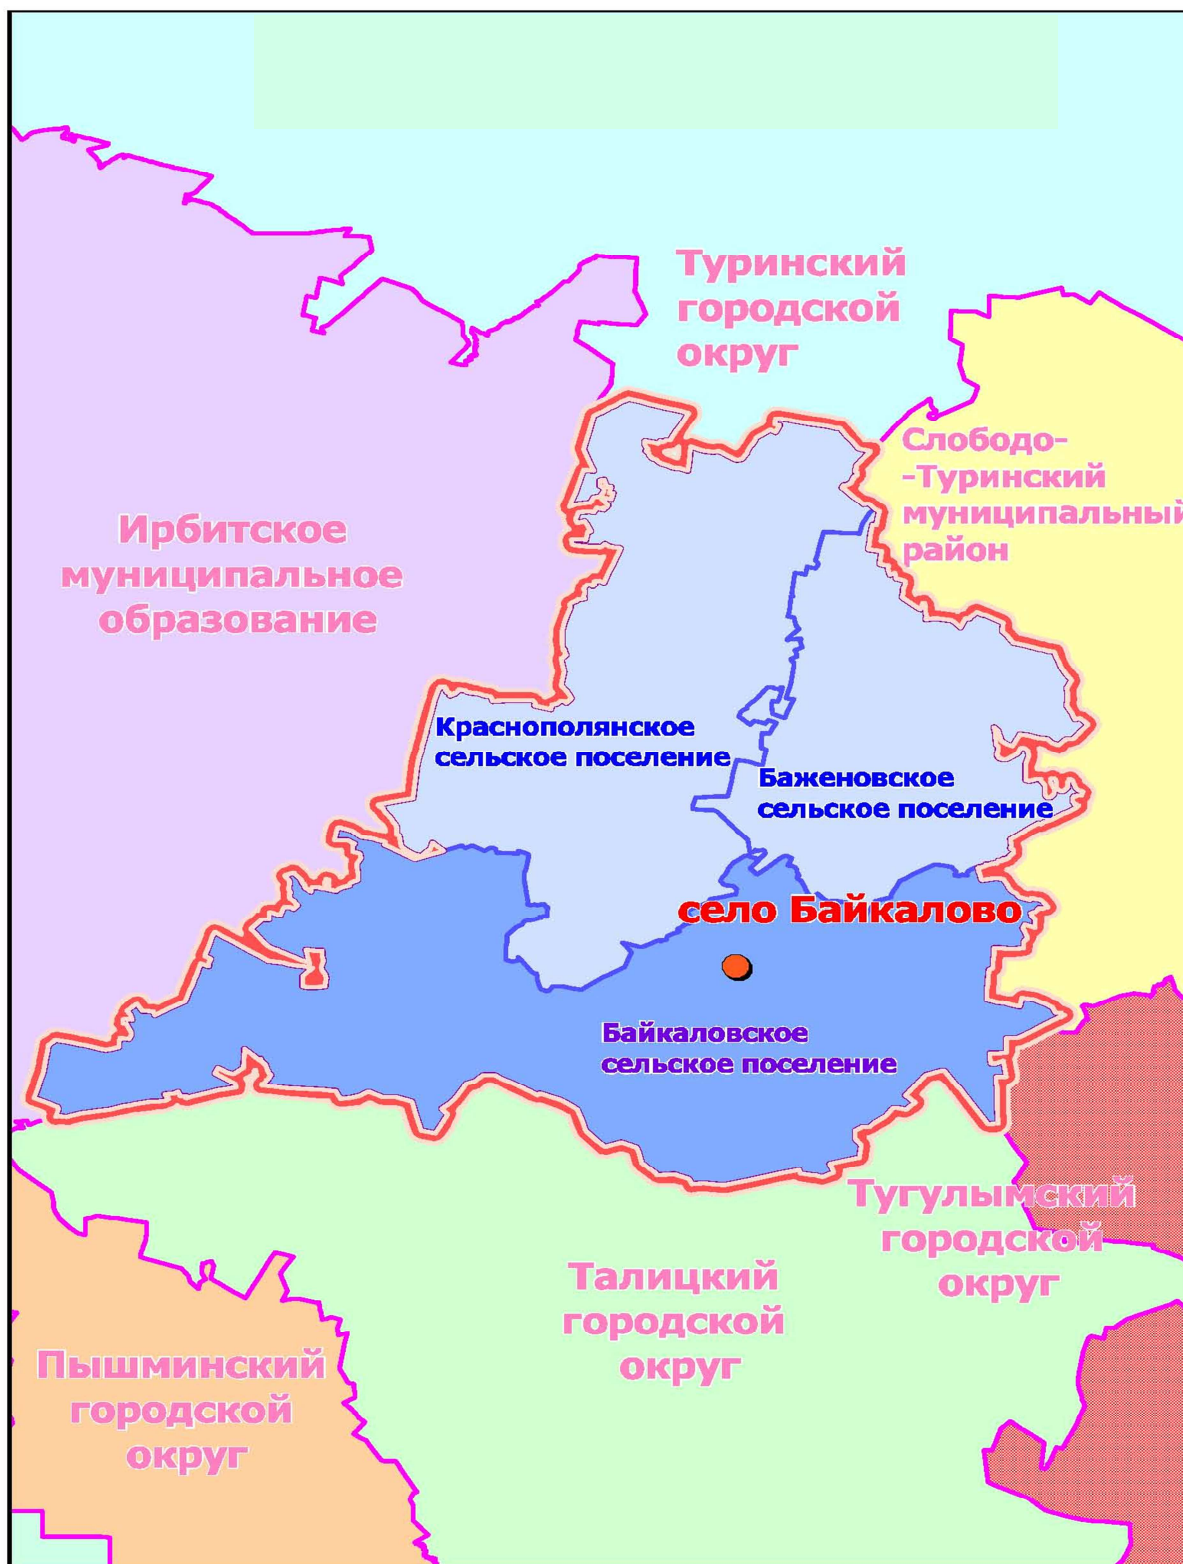 Туринский
городской
округ
Слободо-
-Туринский
муниципальный
район
Ирбитское
муниципальное
образование
Краснополянское
сельское поселение
Баженовское
сельское поселение
село Байкалово
Байкаловское
сельское поселение
Тугулымский
городской
округ
Талицкий
городской
округ
Пышминский
городской
округ